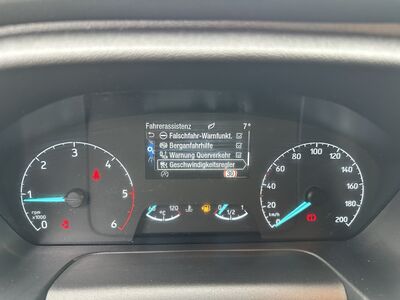 Fahrerassistenz 7°
Falschfahr-Warnfunkt.
Berganfahrhilfe
Warnung Querverkehr
Geschwindigkeitsregler
30
0 1 2 3 4 5 6
rpm
x1000
120
°C
0 1/2 1
0 20 40 60 80 100 120 140 160 180 200
km/h